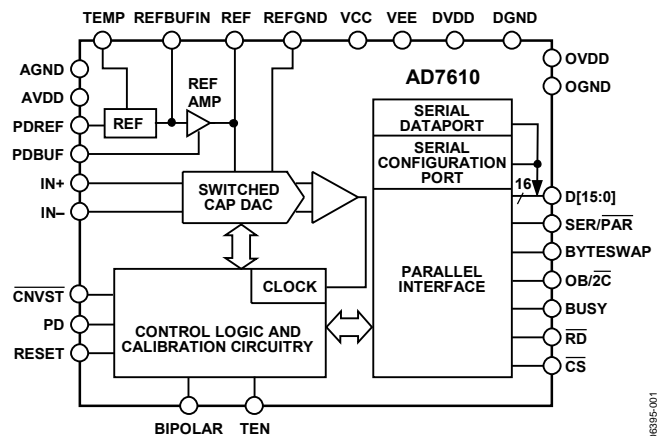 TEMP REFBUFIN REF REFGND VCC VEE DVDD DGND
AGND
AVDD
PDREF
PDBUF
IN+
IN–
CNVST
PD
RESET
REF
REF
AMP
SWITCHED
CAP DAC
CLOCK
CONTROL LOGIC AND
CALIBRATION CIRCUITRY
BIPOLAR TEN
AD7610
SERIAL
DATAPORT
SERIAL
CONFIGURATION
PORT
16
PARALLEL
INTERFACE
OVDD
OGND
D[15:0]
SER/PAR
BYTESWAP
OB/2C
BUSY
RD
CS
06395-001